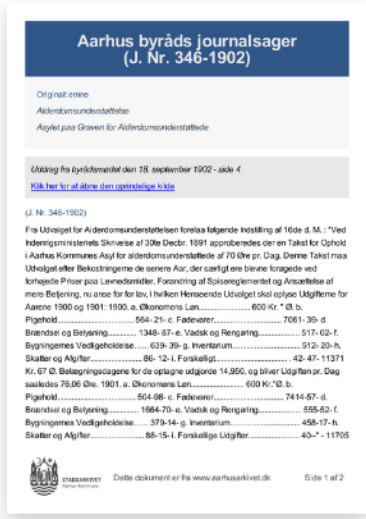 Aarhus byråds journalsager
(J. Nr. 346-1902)
Originalt emne
Alderdomsunderstøttelse
Asylet paa Graven for Alderdomsunderstøttede
Uddrag fra byrådsmødet den 18. september 1902 - side 4
Klik her for at åbne den oprindelige kilde
(J. Nr. 346-1902)
Fra Udvalget for Alderdomsunderstøttelsen forelaa følgende Indstilling af 16de d. M. : "Ved
Indenrigsministeriets Skrivelse af 30te Decbr. 1891 approberedes der en Takst for Ophold
i Aarhus Kommunes Asyl for alderdomsunderstøttede af 70 Øre pr. Dag. Denne Takst maa
Udvalget efter Bekostningerne de senere Aar, der særligt ere blevne forøgede ved
forhøjede Priser paa Levnedsmidler, Forandring af Spisereglementet og Ansættelse af
mere Betjening, nu anse for for lav, i hvilken Henseende Udvalget skal oplyse Udgifterne for
Aarene 1900 og 1901: 1900. a. Økonomens Løn.................... 600 Kr. " Ø. b.
Pigehold.................... 564- 21- c. Fødevarer.................... 7061- 39- d.
Brændsel og Belysning.......... 1348- 87- e. Vadsk og Rengøring.................... 517- 02- f.
Bygningernes Vedligeholdelse.......... 639- 39- g. Inventarium.................... 512- 20- h.
Skatter og Afgifter.................... 86- 12- i. Forskelligt.................... 42- 47- 11371
Kr. 67 Ø. Belægningsdagene for de optagne udgjorde 14,950, og bliver Udgiften pr. Dag
saaledes 76,06 Øre. 1901. a. Økonomens Løn.................... 600 Kr."Ø. b.
Pigehold.................... 504-98- c. Fødevarer.................... 7414-57- d.
Brændsel og Belysning.......... 1664-70- e. Vadsk og Rengøring.................... 555-52- f.
Bygningernes Vedligeholdelse.......... 379-14- g. Inventarium.................... 458-17- h.
Skatter og Afgifter.................... 88-15- i. Forskellige Udgifter.................... 40--" - 11705
STADSARKIVET
Aarhus Kommune
Dette dokument er fra www.aarhusarkivet.dk
Side 1 af 2